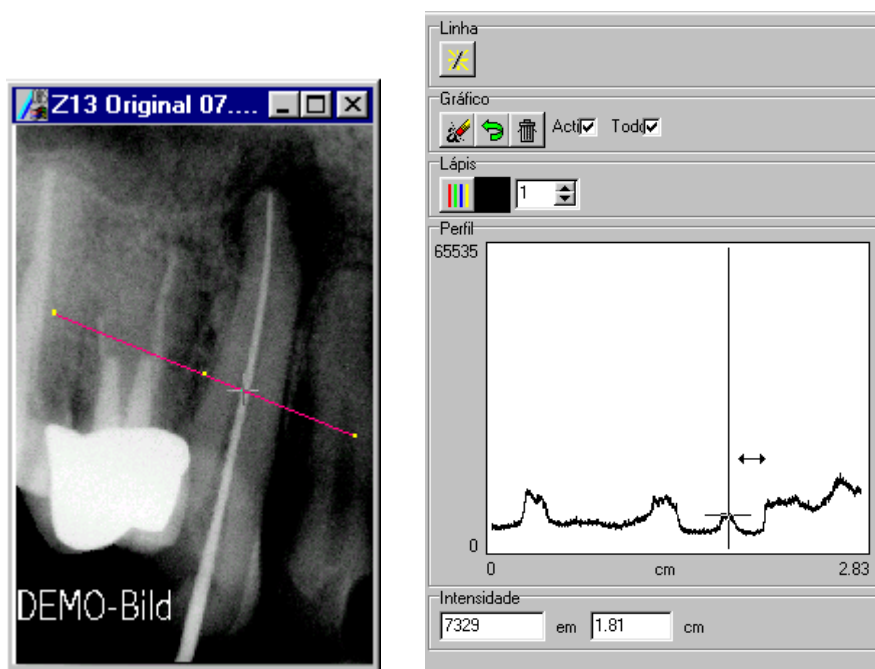 Z13 Original 07....
DEMO-Bild
Linha
Gráfico
Acti
Todo
Lápis
1
Perfil
65535
0
0 cm 2.83
Intensidade
7329 em 1.81 cm